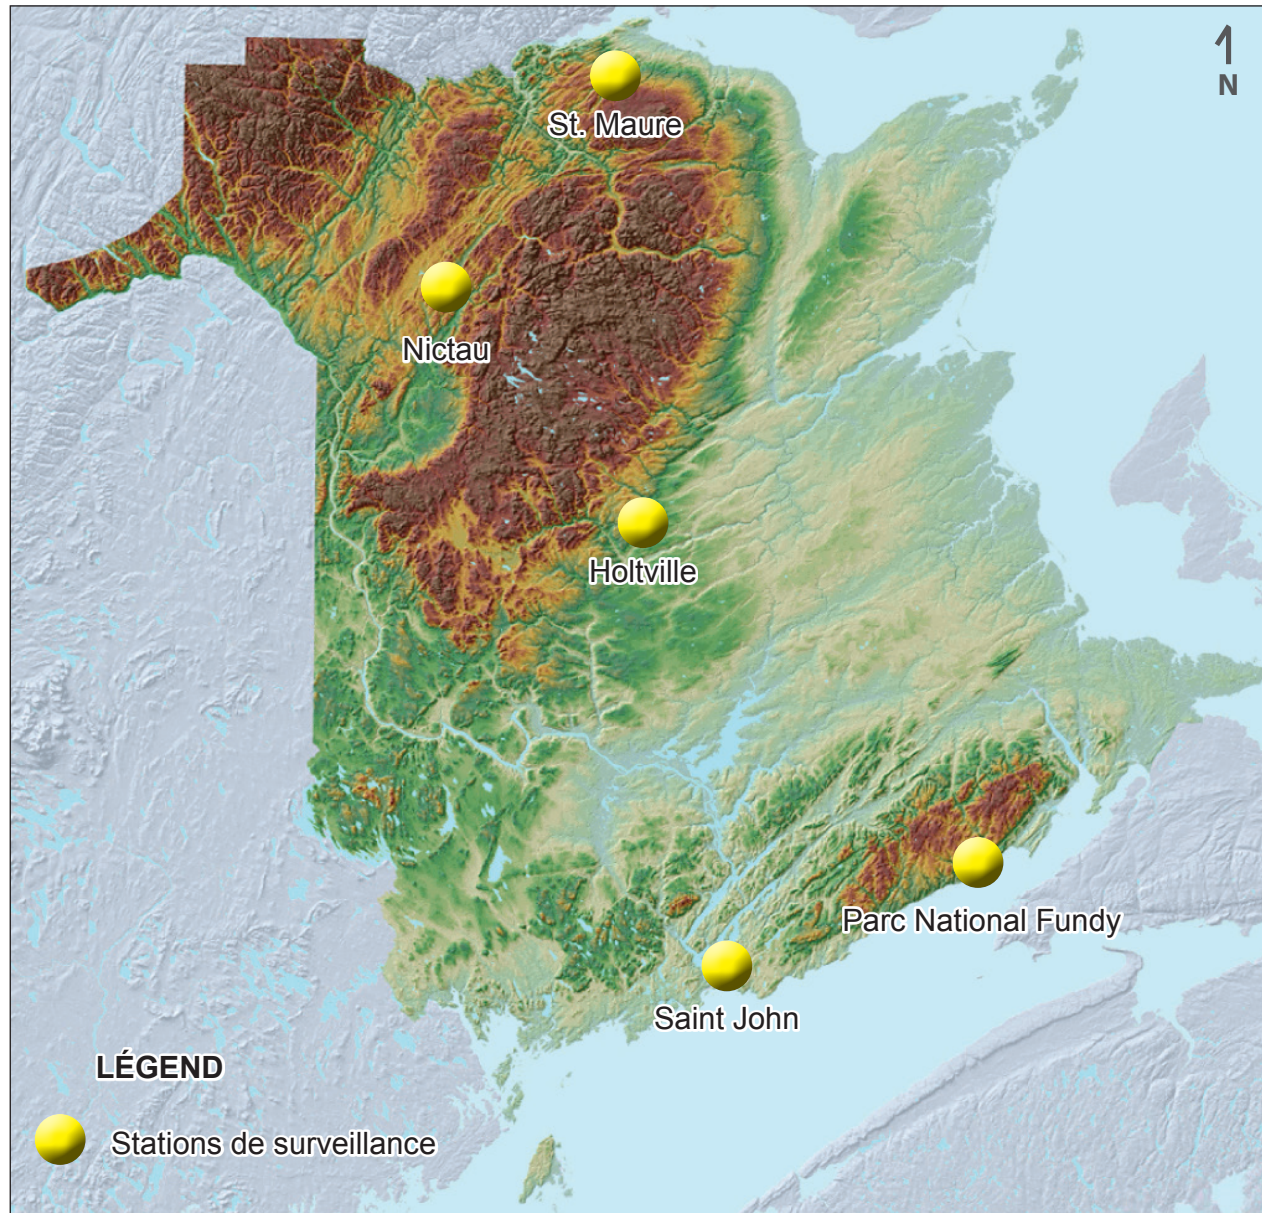 N
St. Maure
Nictau
Holtville
Parc National Fundy
Saint John
LÉGEND
Stations de surveillance